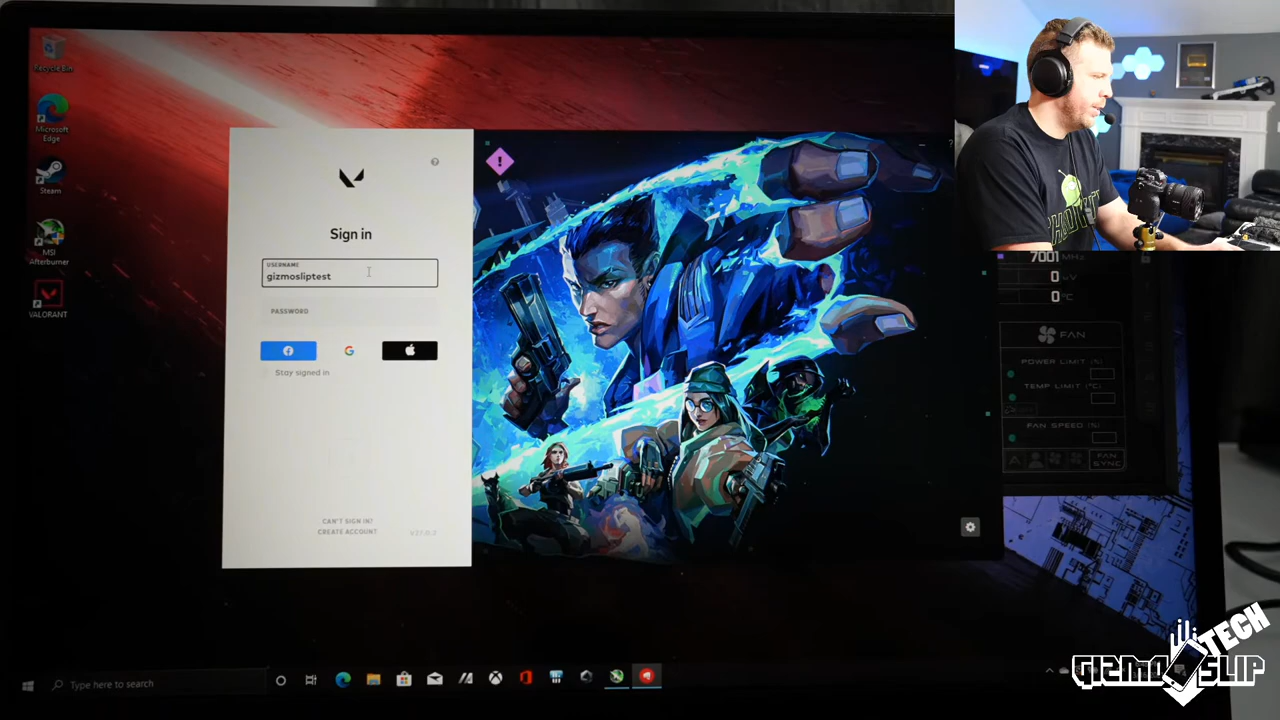 Recycle Bin
Microsoft
Edge
Steam
MSI
Afterburner
VALORANT
Sign in
USERNAME
gizmosliptest
PASSWORD
Stay signed in
CAN'T SIGN IN?
CREATE ACCOUNT
!
7001 MHz
0 °C
FAN
POWER LIMIT (%)
TEMP LIMIT (°C)
FAN SPEED (%)
A
FAN
SYNC
Type here to search
GIZMO SLIP
TECH